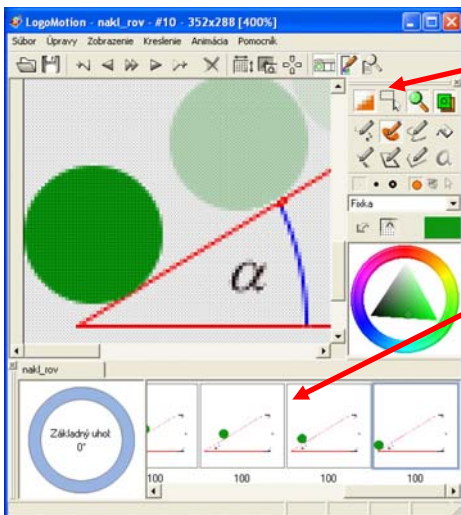 LogoMotion - nakl_rov - #10 - 352x288 [400%]
Súbor Úpravy Zobrazenie Kreslenie Animácia Pomocník
α
Fixka
nakl_rov
Základný uhol
0°
100 100 100 100